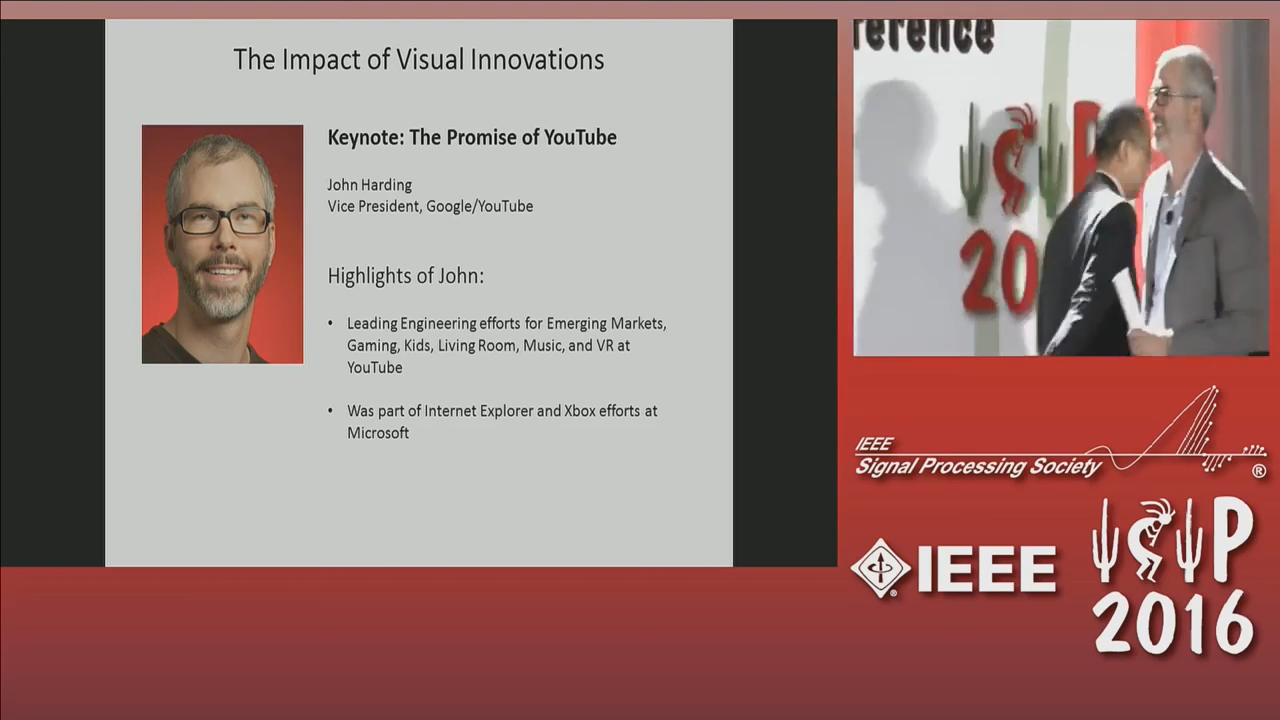 The Impact of Visual Innovations
Keynote: The Promise of YouTube
John Harding
Vice President, Google/YouTube
Highlights of John:
• Leading Engineering efforts for Emerging Markets,
Gaming, Kids, Living Room, Music, and VR at
YouTube
• Was part of Internet Explorer and Xbox efforts at
Microsoft
ference
20
IEEE
Signal Processing Society
®
IEEE
®
ICIP
2016